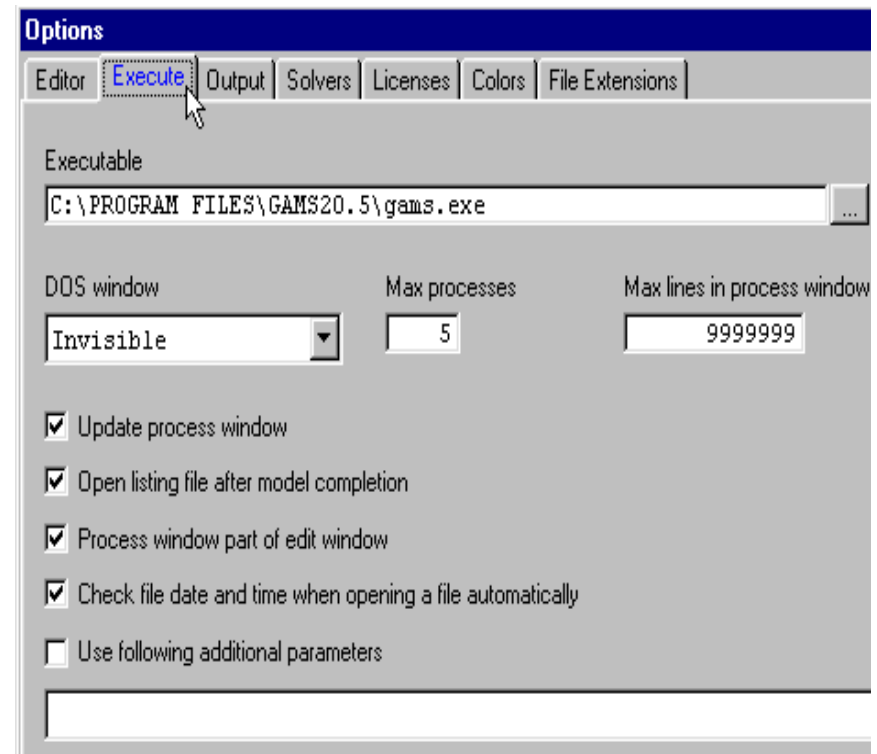 Options
Editor Execute Output Solvers Licenses Colors File Extensions
Executable
C:\PROGRAM FILES\GAMS20.5\gams.exe ...
DOS window Max processes Max lines in process window
Invisible 5 9999999
Update process window
Open listing file after model completion
Process window part of edit window
Check file date and time when opening a file automatically
Use following additional parameters